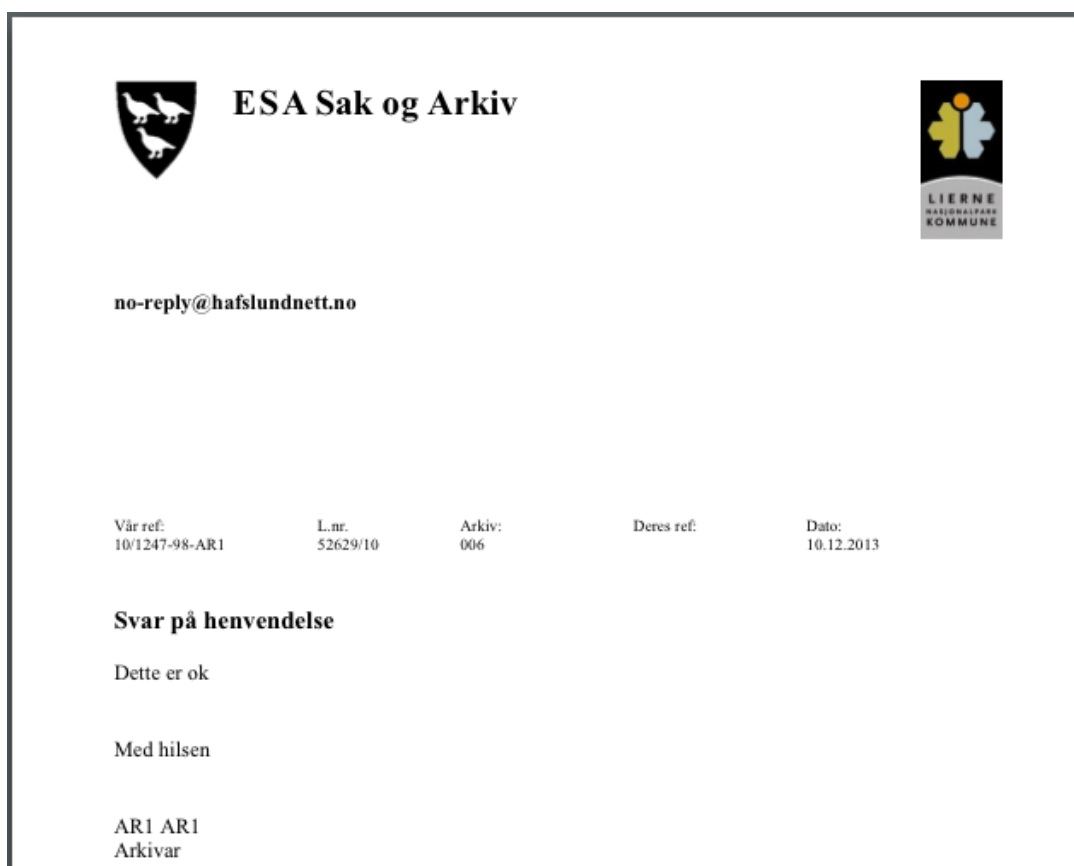 ESA Sak og Arkiv
LIERNE
NASJONALPARK
KOMMUNE
no-reply@hafslundnett.no
Vår ref: L.nr. Arkiv: Deres ref: Dato:
10/1247-98-AR1 52629/10 006 10.12.2013
Svar på henvendelse
Dette er ok
Med hilsen
AR1 AR1
Arkivar